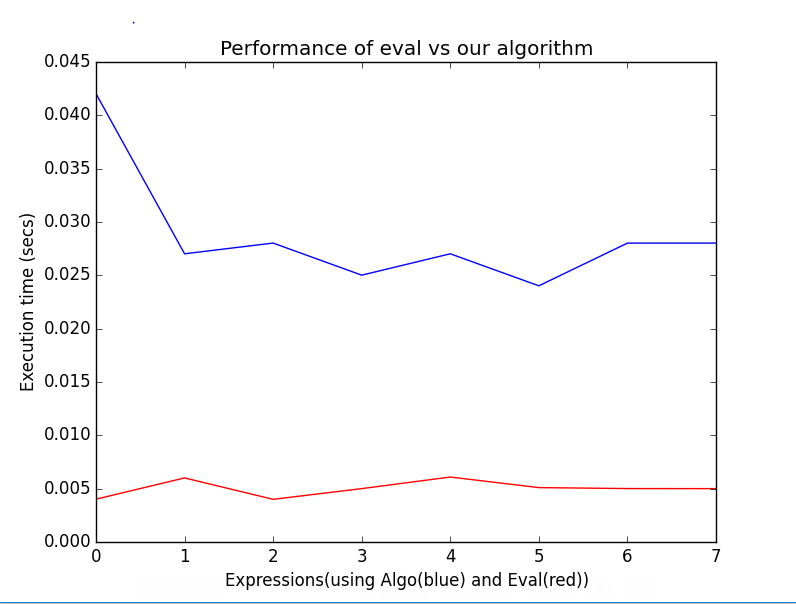 Performance of eval vs our algorithm
0.045
0.040
0.035
0.030
0.025
0.020
0.015
0.010
0.005
0.000
Execution time (secs)
0 1 2 3 4 5 6 7
Expressions(using Algo(blue) and Eval(red))